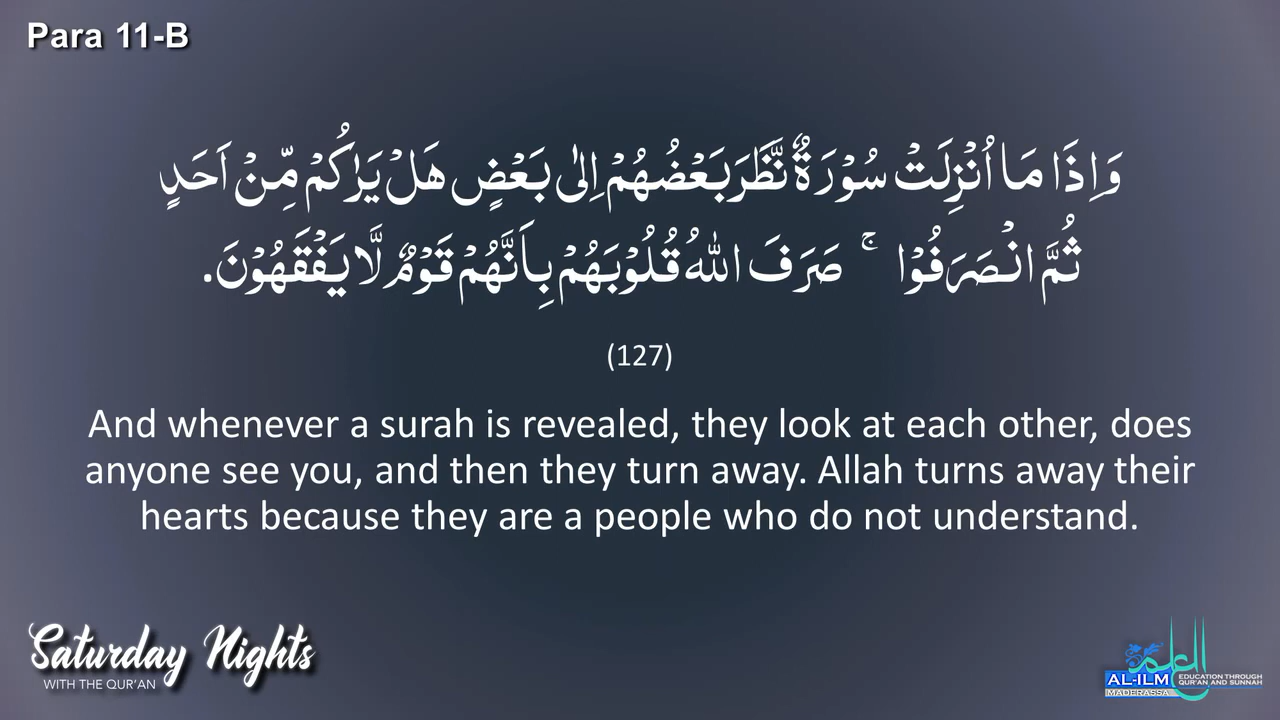 Para 11-B
وَاِذَا مَا اُنْزِلَتْ سُوْرَةٌ نَّظَرَ بَعْضُهُمْ اِلٰى بَعْضٍ هَلْ يَرٰىكُمْ مِّنْ اَحَدٍ
ثُمَّ انْصَرَفُوْا ۚ صَرَفَ اللّٰهُ قُلُوْبَهُمْ بِاَنَّهُمْ قَوْمٌ لَّا يَفْقَهُوْنَ.
(127)
And whenever a surah is revealed, they look at each other, does
anyone see you, and then they turn away. Allah turns away their
hearts because they are a people who do not understand.
Saturday Nights
WITH THE QUR'AN
العلم
AL-ILM
MADERASSA
EDUCATION THROUGH
QUR'AN AND SUNNAH